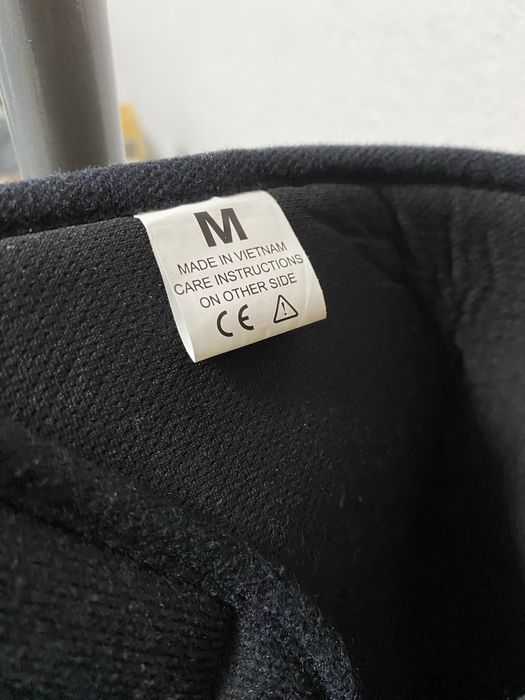 M
MADE IN VIETNAM
CARE INSTRUCTIONS
ON OTHER SIDE
CE ⚠